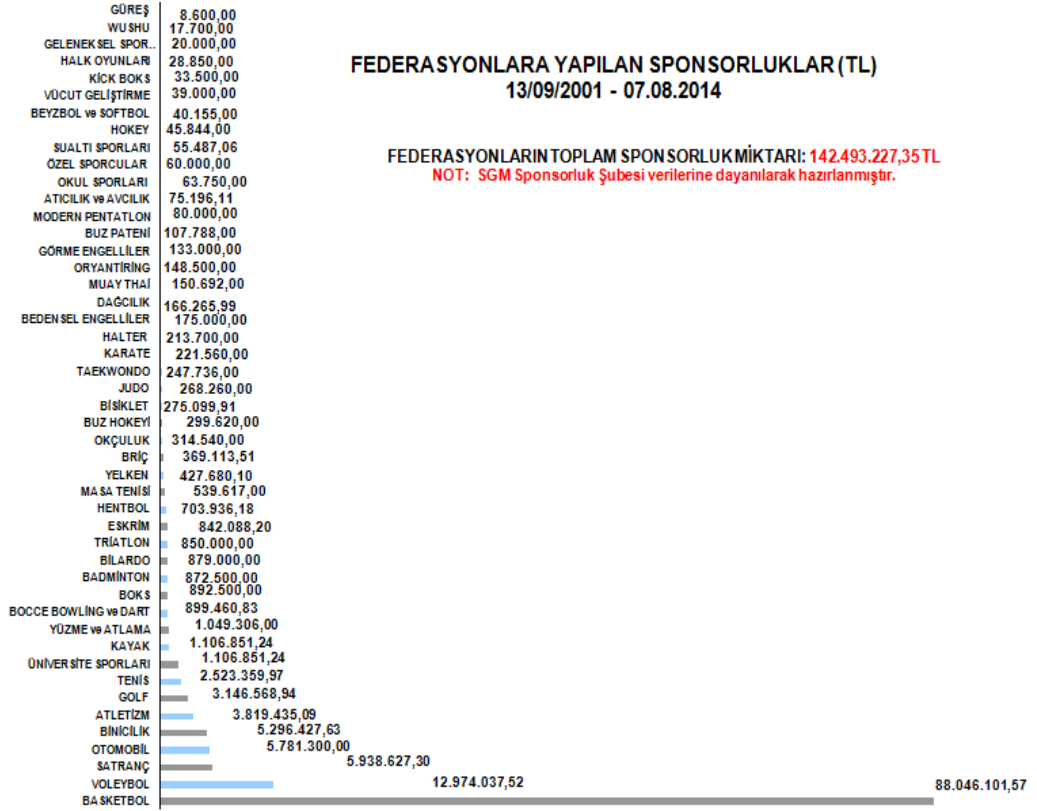 FEDERASYONLARA YAPILAN SPONSORLUKLAR (TL)
13/09/2001 - 07.08.2014
FEDERASYONLARIN TOPLAM SPONSORLUK MİKTARI: 142.493.227,35 TL
NOT: SGM Sponsorluk Şubesi verilerine dayanılarak hazırlanmıştır.
GÜREŞ 8.600,00
WUSHU 17.700,00
GELENEKSEL SPOR.. 20.000,00
HALK OYUNLARI 28.850,00
KİCK BOKS 33.500,00
VÜCUT GELİŞTİRME 39.000,00
BEYZBOL ve SOFTBOL 40.155,00
HOKEY 45.844,00
SUALTI SPORLARI 55.487,06
ÖZEL SPORCULAR 60.000,00
OKUL SPORLARI 63.750,00
ATICILIK ve AVCILIK 75.196,11
MODERN PENTATLON 80.000,00
BUZ PATENİ 107.788,00
GÖRME ENGELLİLER 133.000,00
ORYANTİRİNG 148.500,00
MUAY THAİ 150.692,00
DAĞCILIK 166.265,99
BEDENSEL ENGELLİLER 175.000,00
HALTER 213.700,00
KARATE 221.560,00
TAEKWONDO 247.736,00
JUDO 268.260,00
BİSİKLET 275.099,91
BUZ HOKEYİ 299.620,00
OKÇULUK 314.540,00
BRİÇ 369.113,51
YELKEN 427.680,10
MASA TENİSİ 539.617,00
HENTBOL 703.936,18
ESKRİM 842.088,20
TRİATLON 850.000,00
BİLARDO 879.000,00
BADMİNTON 872.500,00
BOKS 892.500,00
BOCCE BOWLİNG ve DART 899.460,83
YÜZME ve ATLAMA 1.049.306,00
KAYAK 1.106.851,24
ÜNİVERSİTE SPORLARI 1.106.851,24
TENİS 2.523.359,97
GOLF 3.146.568,94
ATLETİZM 3.819.435,09
BİNİCİLİK 5.296.427,63
OTOMOBİL 5.781.300,00
SATRANÇ 5.938.627,30
VOLEYBOL 12.974.037,52
BASKETBOL 88.046.101,57